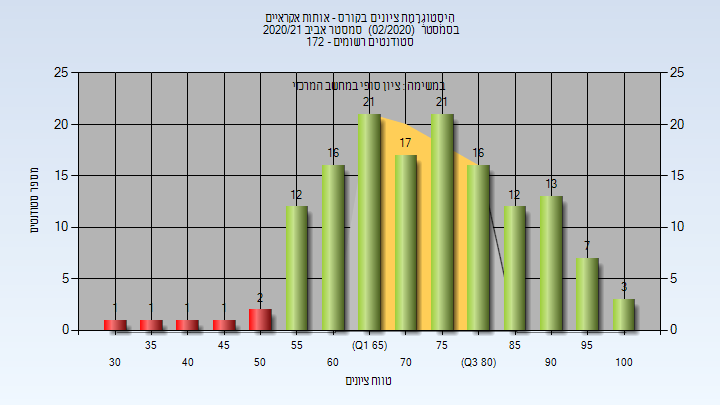 היסטוגרמת ציונים בקורס - אותות אקראיים
בסמסטר (02/2020) סמסטר אביב 2020/21
סטודנטים רשומים - 172
במשימה : ציון סופי במחשב המרכזי
מספר סטודנטים
25 25
20 20
15 15
10 10
5 5
0 0
1 1 1 1 2 12 16 21 17 21 16 12 13 7 3
35 45 55 (Q1 65) 75 85 95
30 40 50 60 70 (Q3 80) 90 100
טווח ציונים